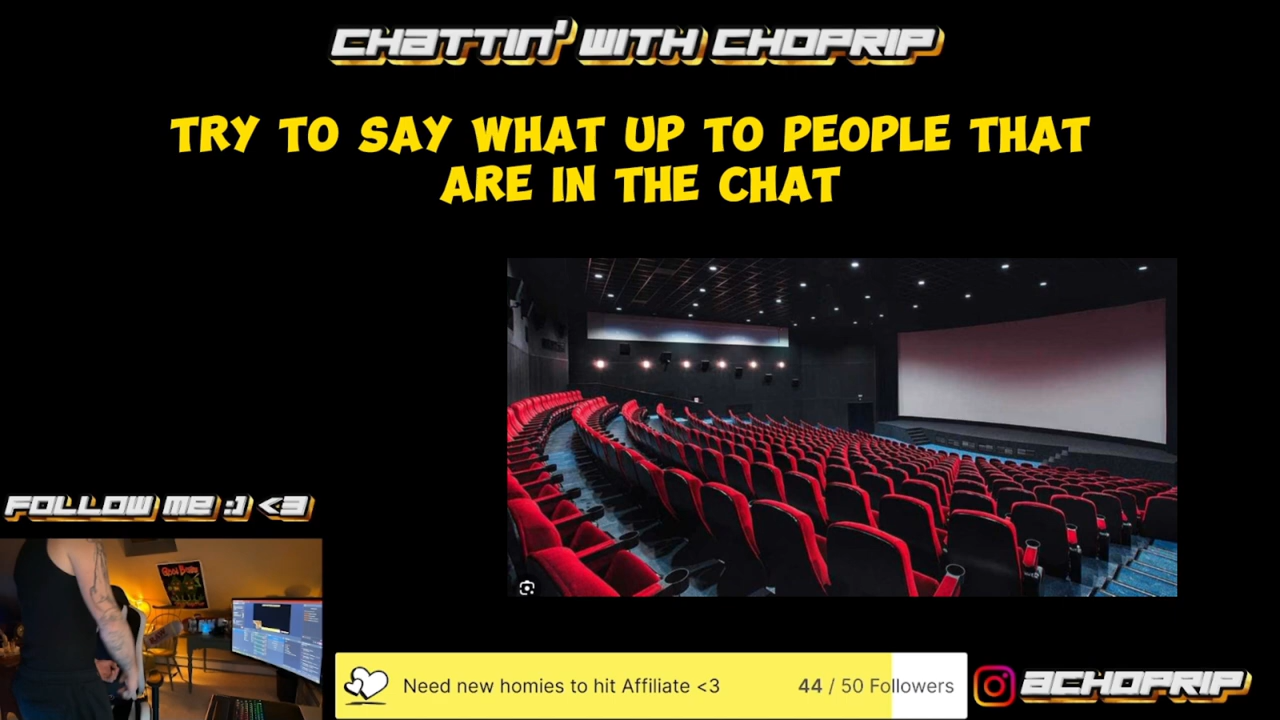 CHATTIN' WITH CHOPRIP
TRY TO SAY WHAT UP TO PEOPLE THAT
ARE IN THE CHAT
FOLLOW ME :) <3
Need new homies to hit Affiliate <3
44 / 50 Followers
ACHOPRIP